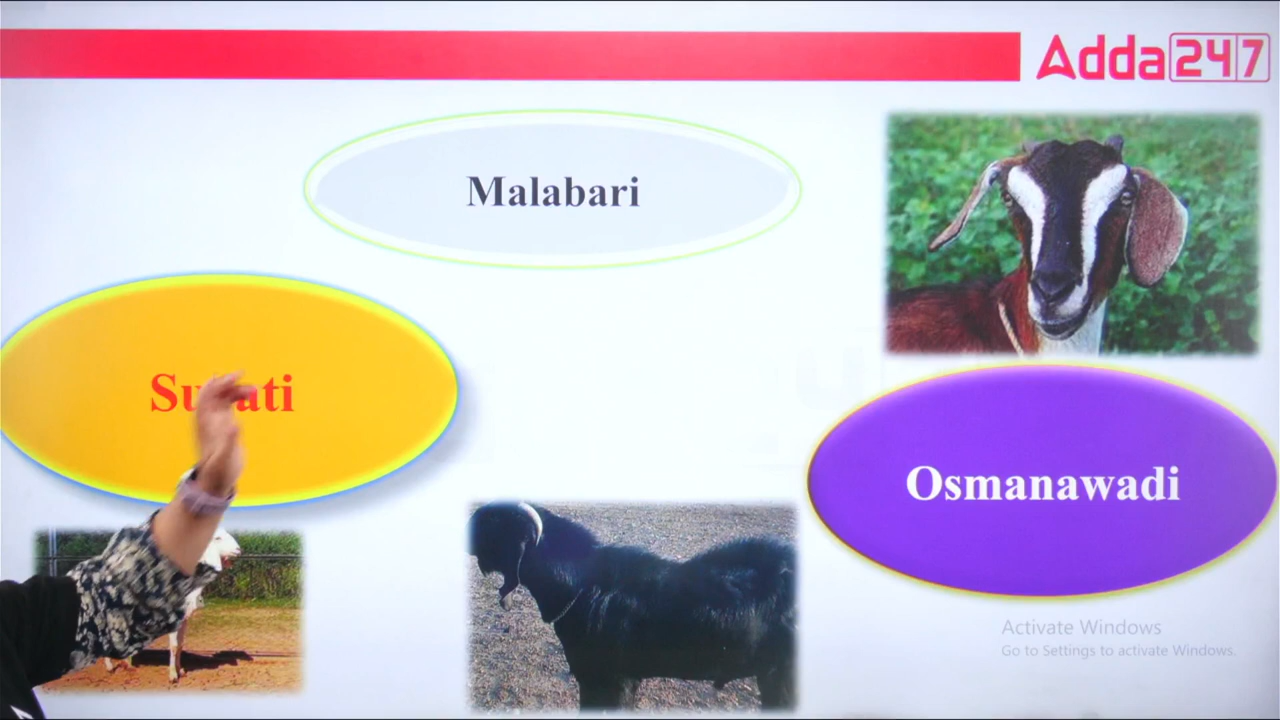 Adda247
Malabari
Osmanawadi
Activate Windows
Go to Settings to activate Windows.